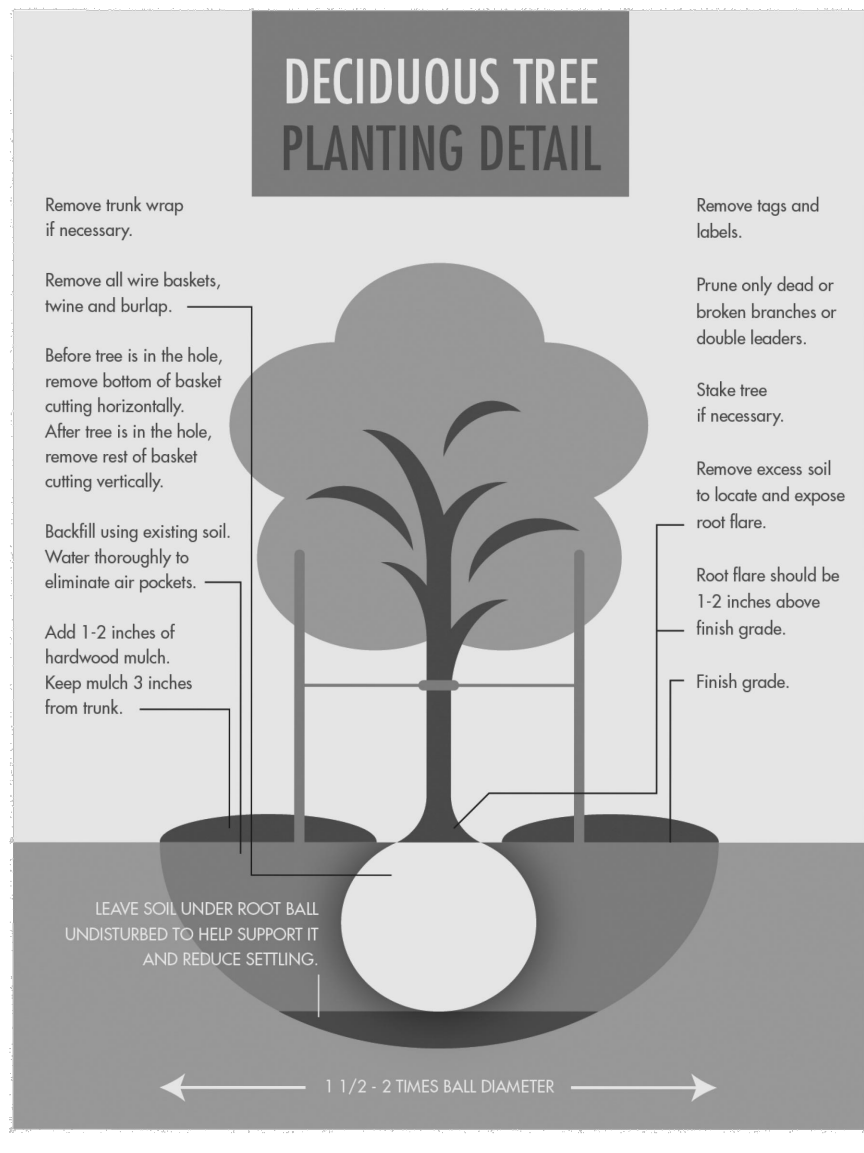 DECIDUOUS TREE
PLANTING DETAIL
Remove trunk wrap
if necessary.
Remove all wire baskets,
twine and burlap.
Before tree is in the hole,
remove bottom of basket
cutting horizontally.
After tree is in the hole,
remove rest of basket
cutting vertically.
Backfill using existing soil.
Water thoroughly to
eliminate air pockets.
Add 1-2 inches of
hardwood mulch.
Keep mulch 3 inches
from trunk.
Remove tags and
labels.
Prune only dead or
broken branches or
double leaders.
Stake tree
if necessary.
Remove excess soil
to locate and expose
root flare.
Root flare should be
1-2 inches above
finish grade.
Finish grade.
LEAVE SOIL UNDER ROOT BALL
UNDISTURBED TO HELP SUPPORT IT
AND REDUCE SETTLING.
1 1/2 - 2 TIMES BALL DIAMETER